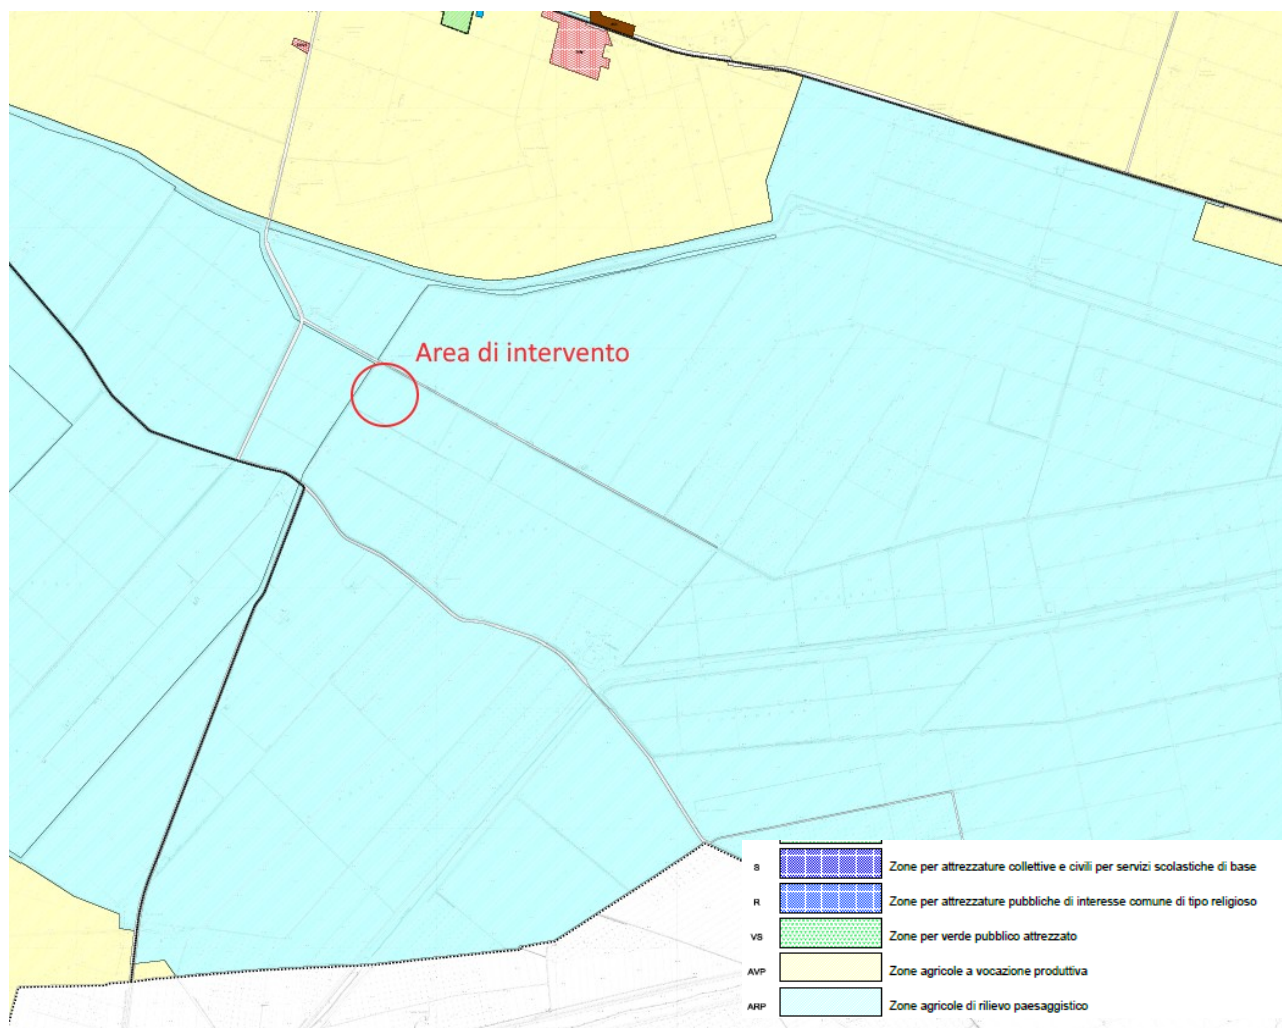 Area di intervento
S Zone per attrezzature collettive e civili per servizi scolastiche di base
R Zone per attrezzature pubbliche di interesse comune di tipo religioso
VS Zone per verde pubblico attrezzato
AVP Zone agricole a vocazione produttiva
ARP Zone agricole di rilievo paesaggistico